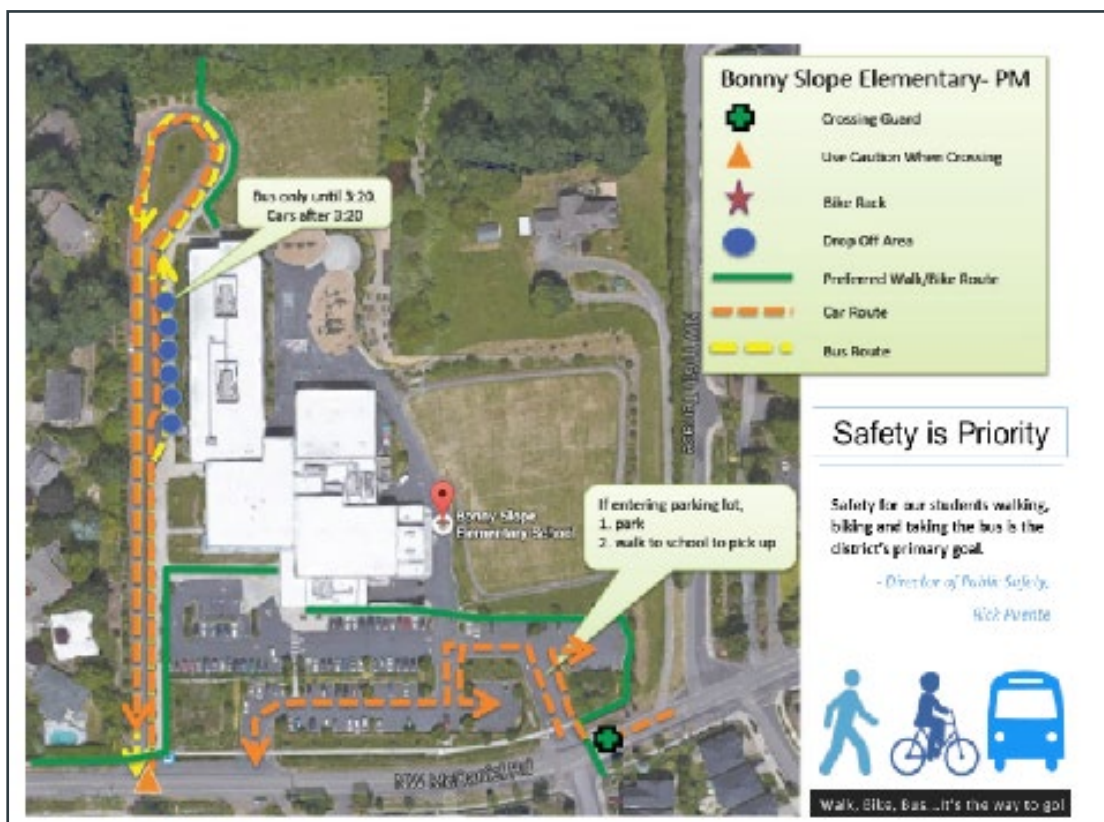 Bonny Slope Elementary- PM
Crossing Guard
Use Caution When Crossing
Bike Rack
Drop Off Area
Preferred Walk/Bike Route
Car Route
Bus Route
Bus only until 3:20
Cars after 3:20
If entering parking lot,
1. park
2. walk to school to pick up
Bonny Slope
Elementary School
Safety is Priority
Safety for our students walking,
biking and taking the bus is the
district's primary goal.
- Director of Public Safety,
Rick Puente
Walk, Bike, Bus...it's the way to go!